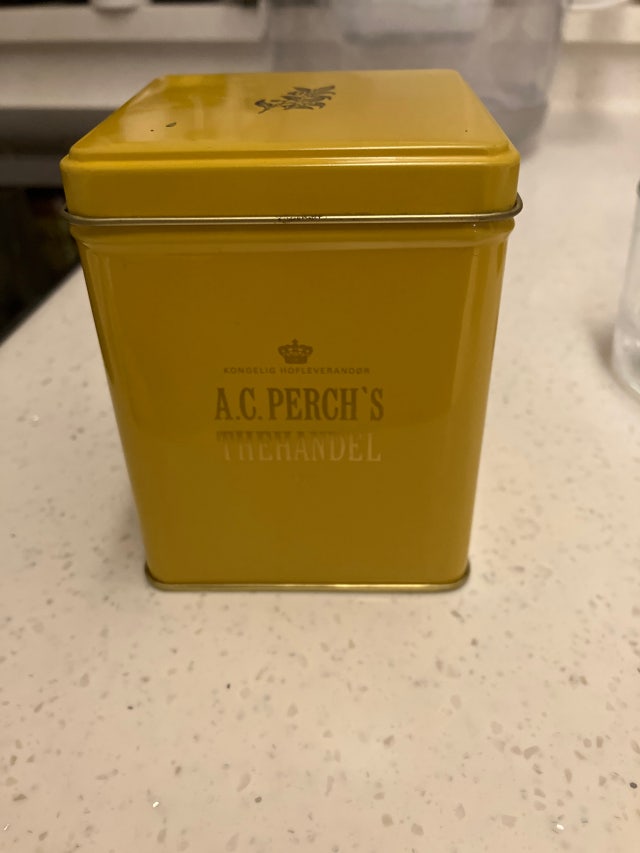 KONGELIG HOFLEVERANDØR
A.C. PERCH`S
THEHANDEL